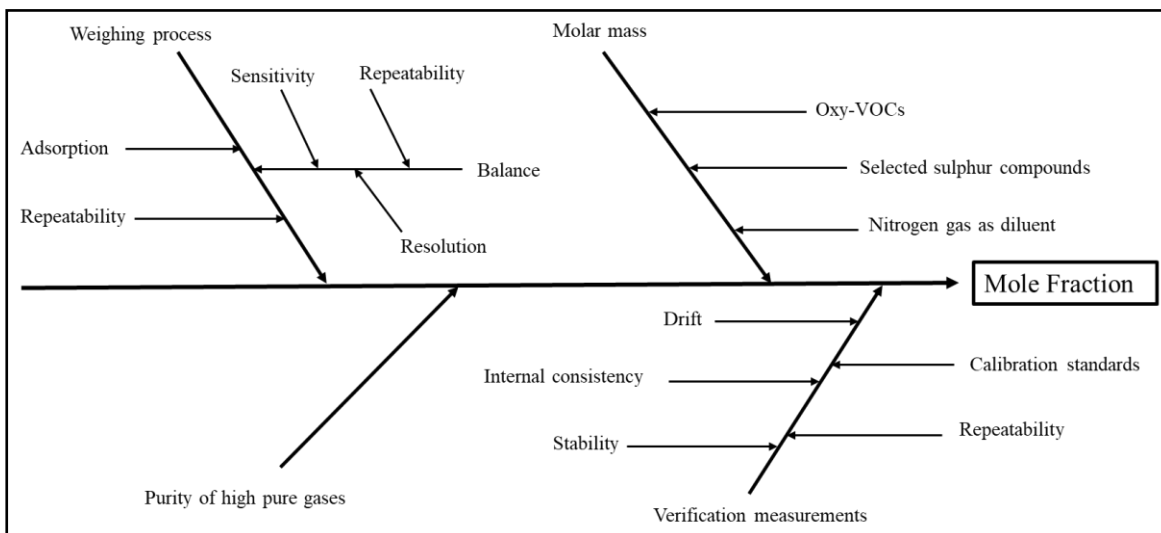 Weighing process
Molar mass
Sensitivity
Repeatability
Oxy-VOCs
Adsorption
Selected sulphur compounds
Balance
Repeatability
Nitrogen gas as diluent
Resolution
Mole Fraction
Drift
Calibration standards
Internal consistency
Repeatability
Stability
Purity of high pure gases
Verification measurements